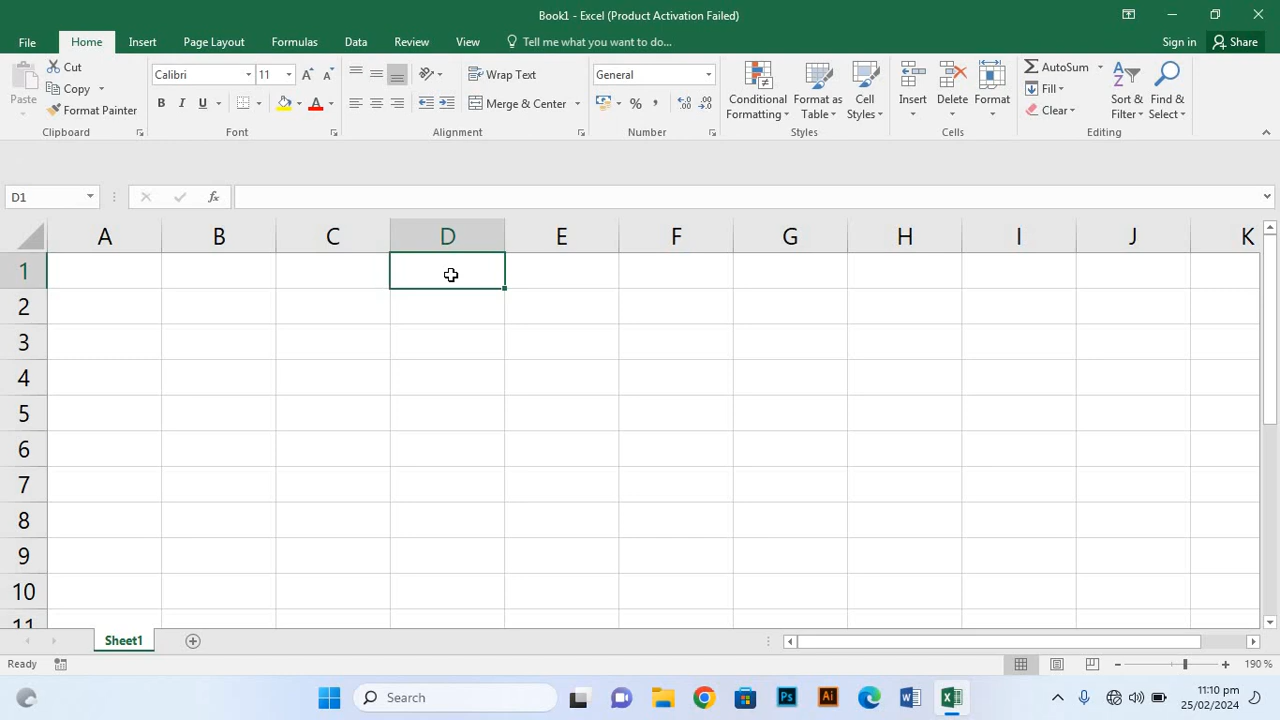 Book1 - Excel (Product Activation Failed)
File Home Insert Page Layout Formulas Data Review View Tell me what you want to do... Sign in Share
Paste Cut Calibri 11 Wrap Text General Conditional Formatting Format as Table Cell Styles Insert Delete Format AutoSum Sort & Filter Find & Select
Copy Fill
Format Painter B I U A Merge & Center % Clear
Clipboard Font Alignment Number Styles Cells Editing
D1 fx
A B C D E F G H I J K
1
2
3
4
5
6
7
8
9
10
11
Sheet1
Ready 190 %
Search 11:10 pm
25/02/2024